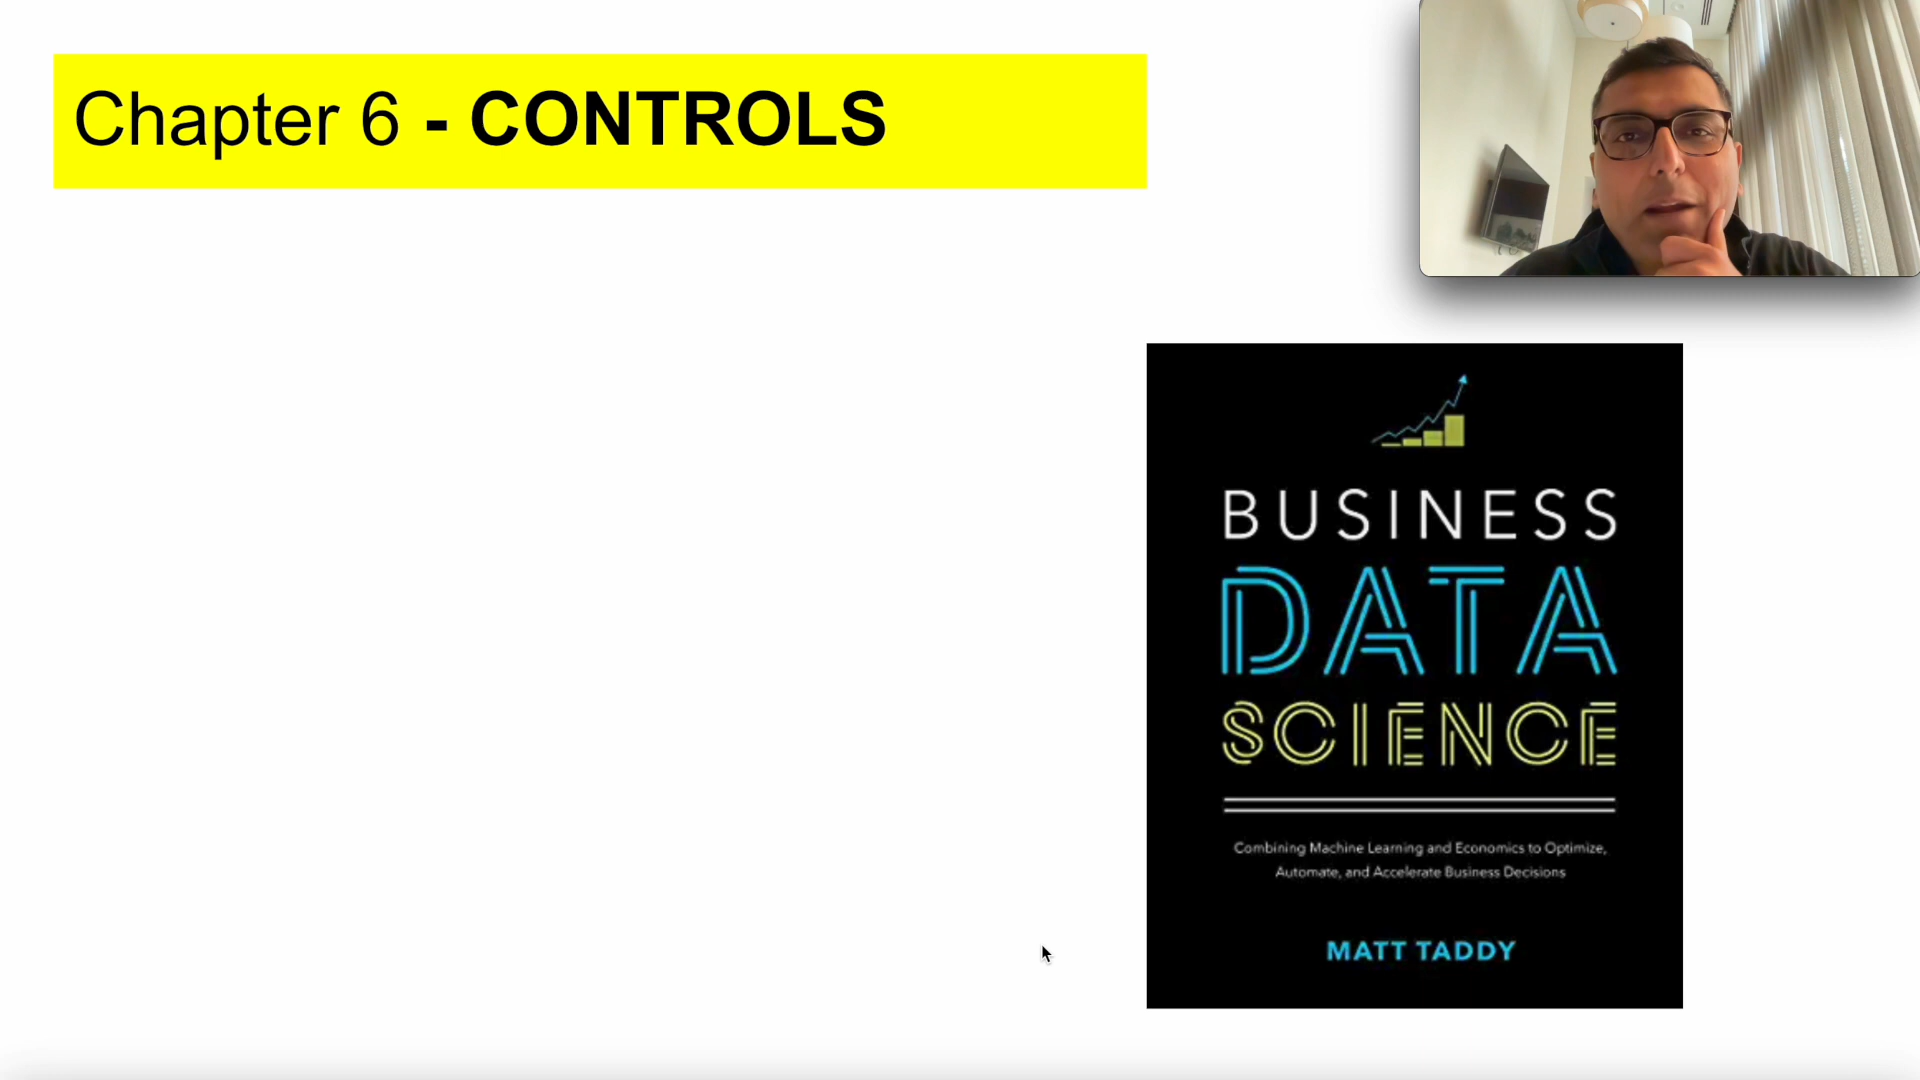 Chapter 6 - CONTROLS
BUSINESS
DATA
SCIENCE
Combining Machine Learning and Economics to Optimize,
Automate, and Accelerate Business Decisions
MATT TADDY